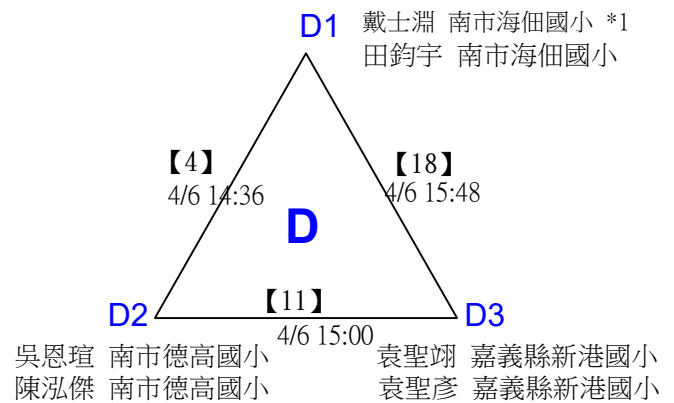 D1 戴士淵 南市海佃國小 *1
田鈞宇 南市海佃國小
【4】 【18】
4/6 14:36 4/6 15:48
D
【11】
D2 D3
4/6 15:00
吳恩瑄 南市德高國小 袁聖翊 嘉義縣新港國小
陳泓傑 南市德高國小 袁聖彥 嘉義縣新港國小